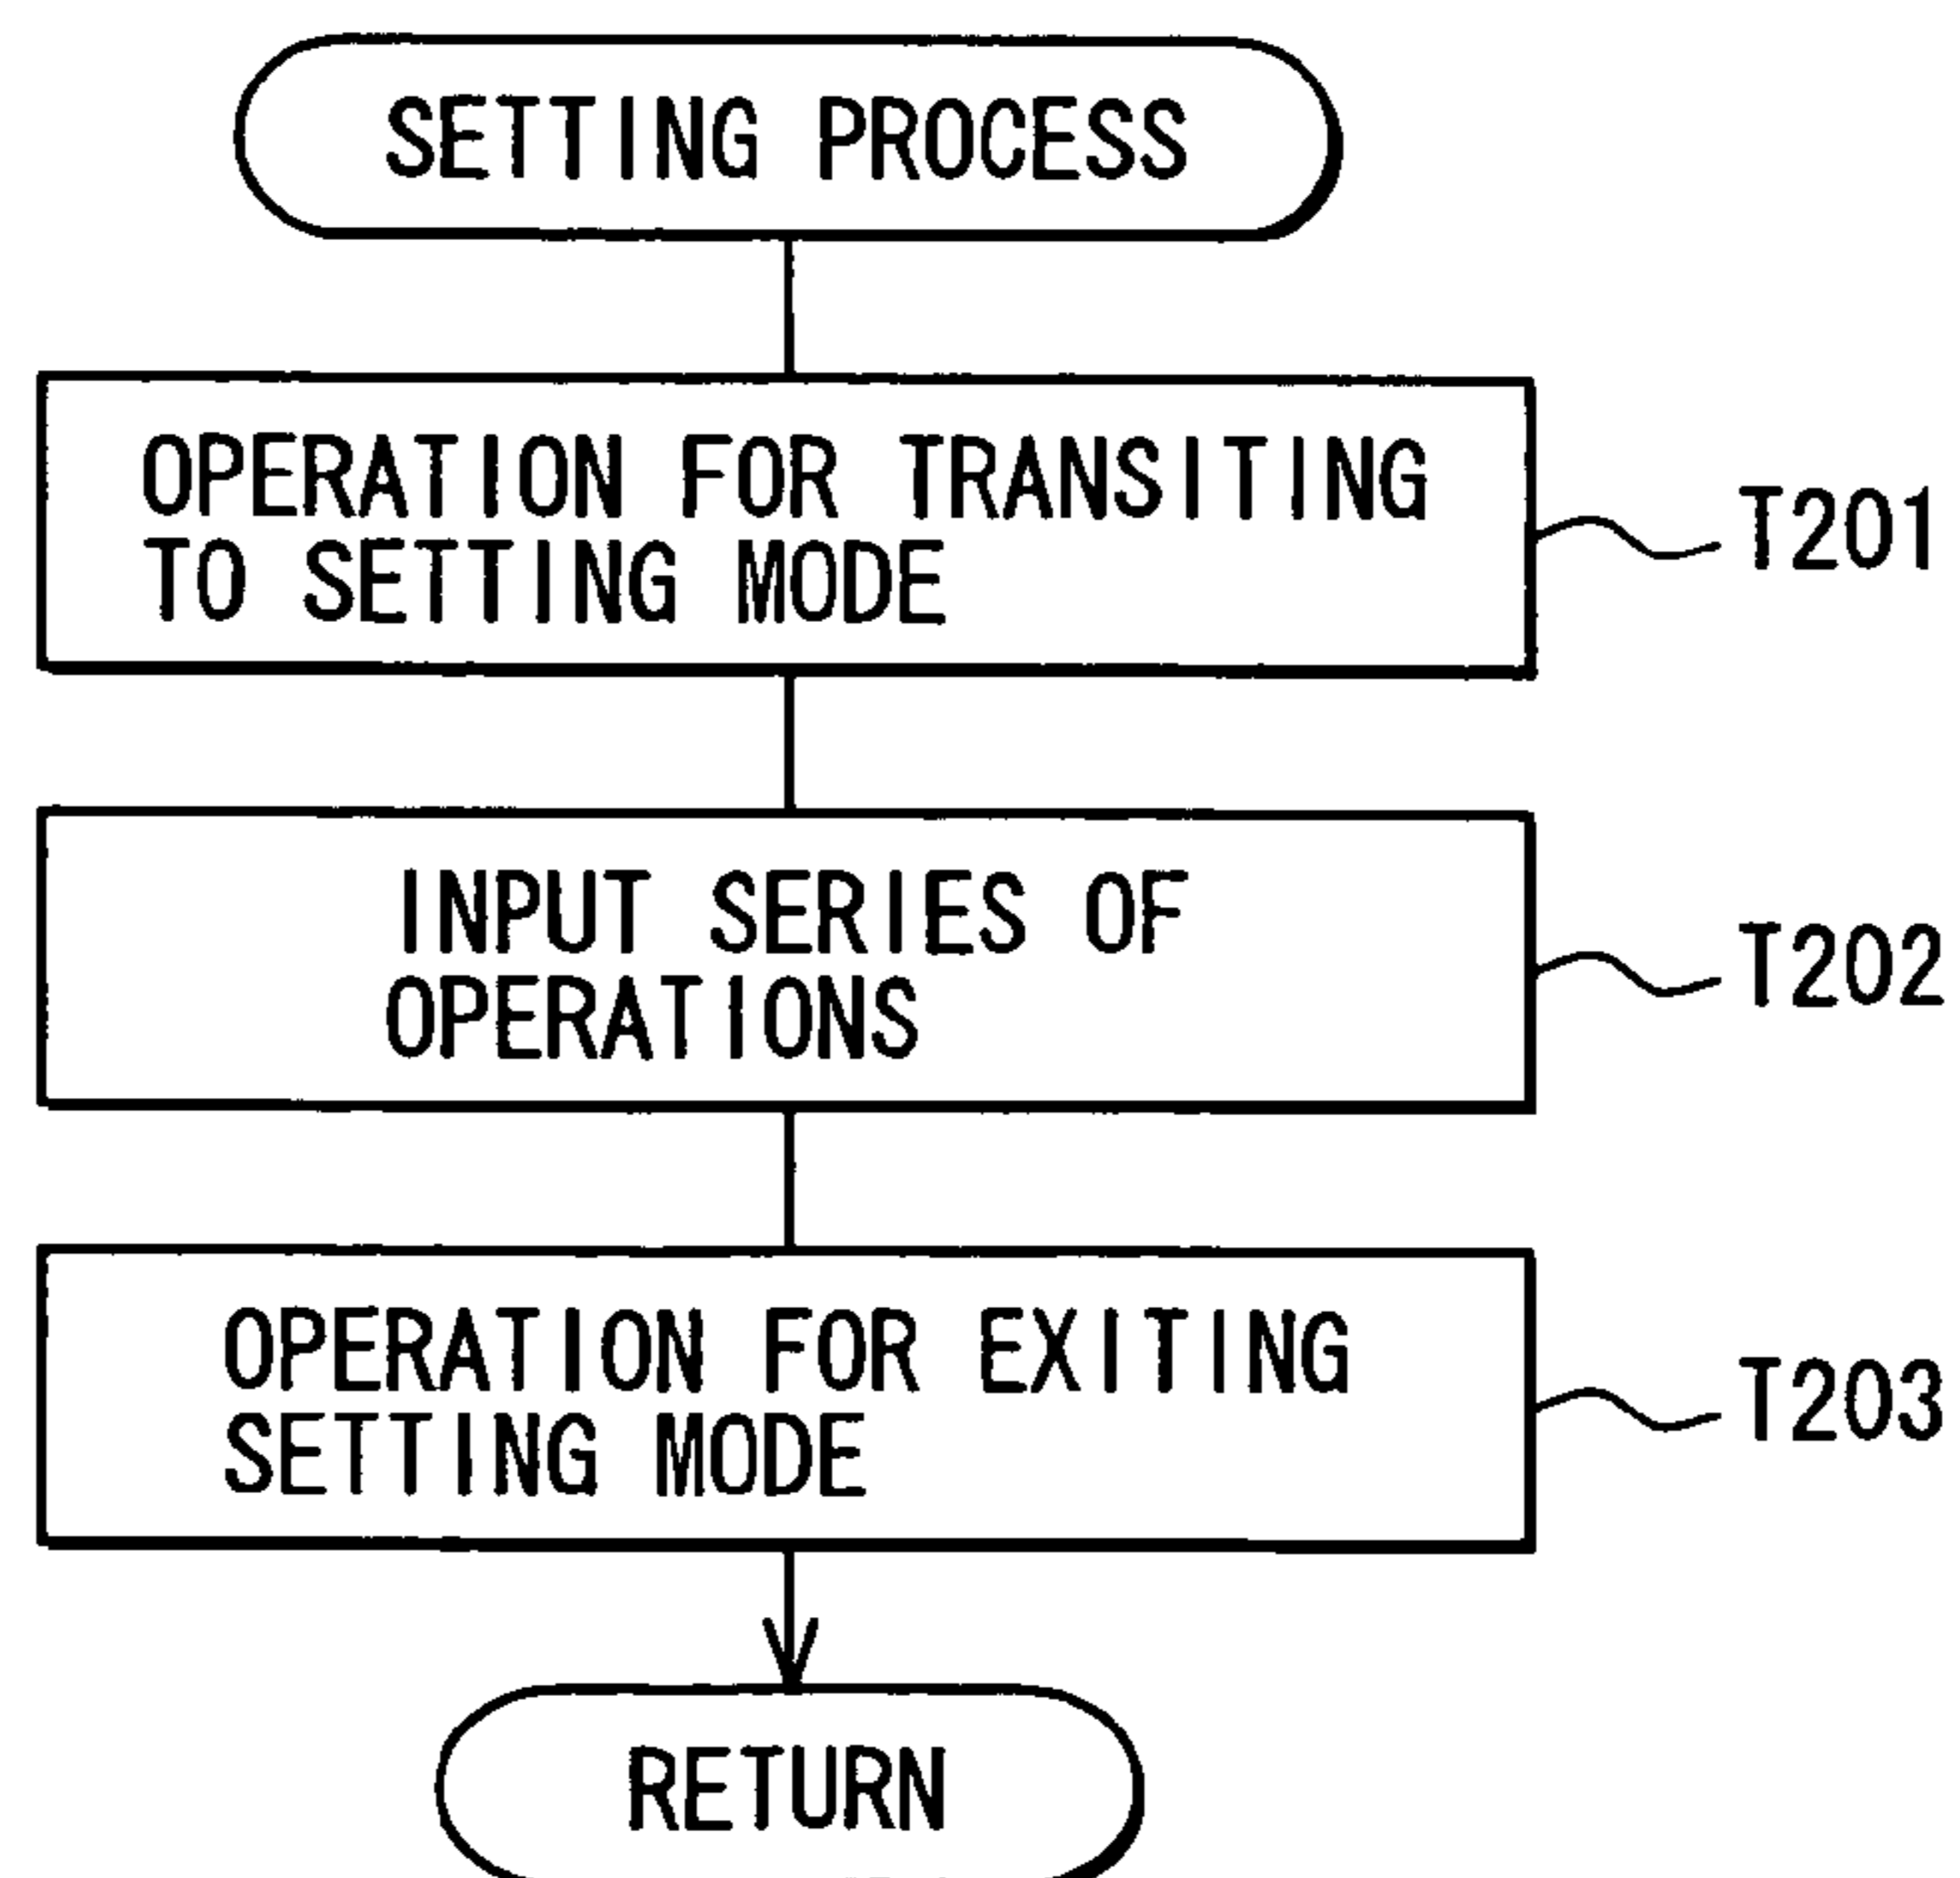 SETTING PROCESS
OPERATION FOR TRANSITING
TO SETTING MODE
T201
INPUT SERIES OF
OPERATIONS
T202
OPERATION FOR EXITING
SETTING MODE
T203
RETURN